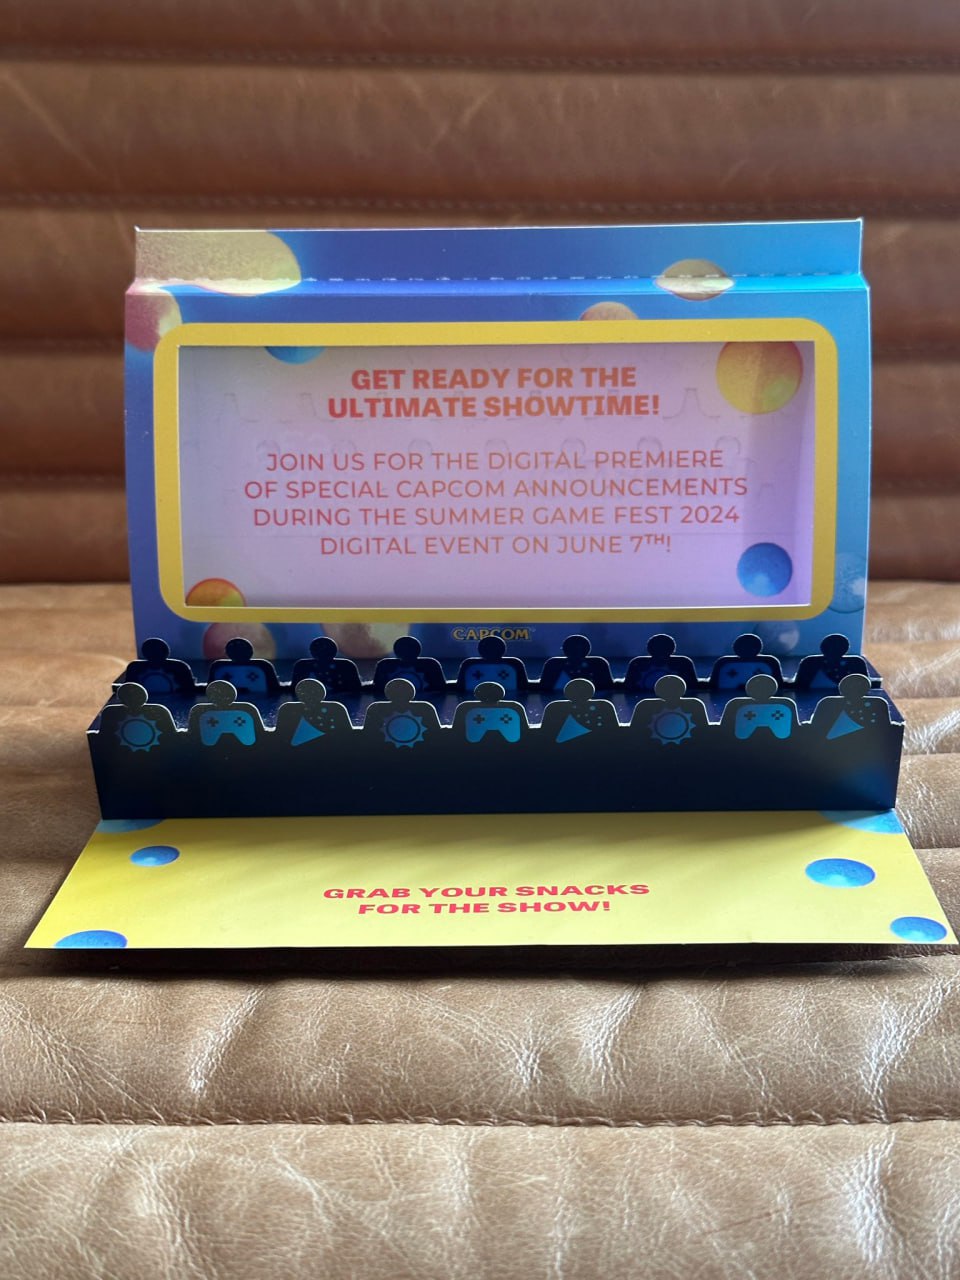 GET READY FOR THE
ULTIMATE SHOWTIME!
JOIN US FOR THE DIGITAL PREMIERE
OF SPECIAL CAPCOM ANNOUNCEMENTS
DURING THE SUMMER GAME FEST 2024
DIGITAL EVENT ON JUNE 7TH!
CAPCOM
GRAB YOUR SNACKS
FOR THE SHOW!